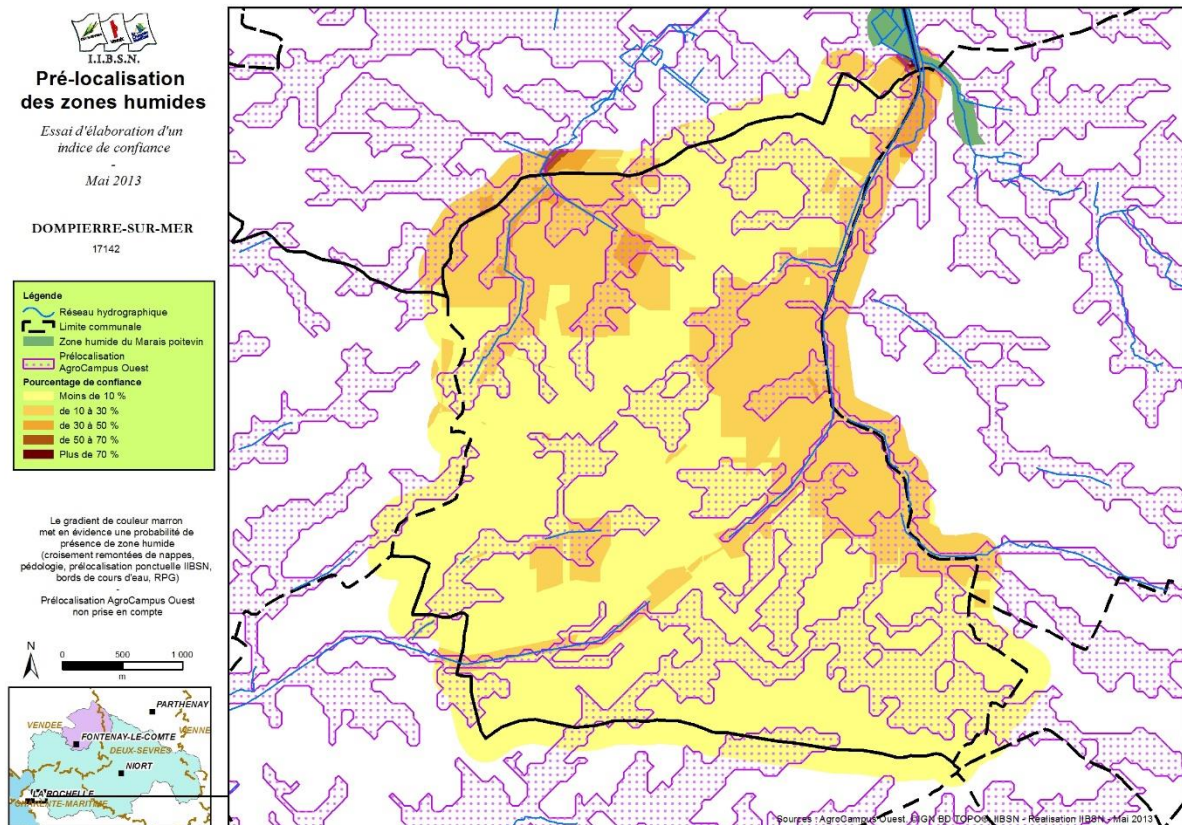 I.I.B.S.N.
Pré-localisation
des zones humides
Essai d'élaboration d'un
indice de confiance
-
Mai 2013
DOMPIERRE-SUR-MER
17142
Légende
Réseau hydrographique
Limite communale
Zone humide du Marais poitevin
Prélocalisation
AgroCampus Ouest
Pourcentage de confiance
Moins de 10 %
de 10 à 30 %
de 30 à 50 %
de 50 à 70 %
Plus de 70 %
Le gradient de couleur marron
met en évidence une probabilité de
présence de zone humide
(croisement remontées de nappes,
pédologie, prélocalisation ponctuelle IIBSN,
bords de cours d'eau, RPG)
-
Prélocalisation AgroCampus Ouest
non prise en compte
N
0 500 1 000
m
PARTHENAY
VENDEE
FONTENAY-LE-COMTE
DEUX-SEVRES
NIORT
LA ROCHELLE
CHARENTE-MARITIME
Sources : AgroCampus Ouest, IGN BD TOPO®, IIBSN - Réalisation IIBSN - Mai 2013